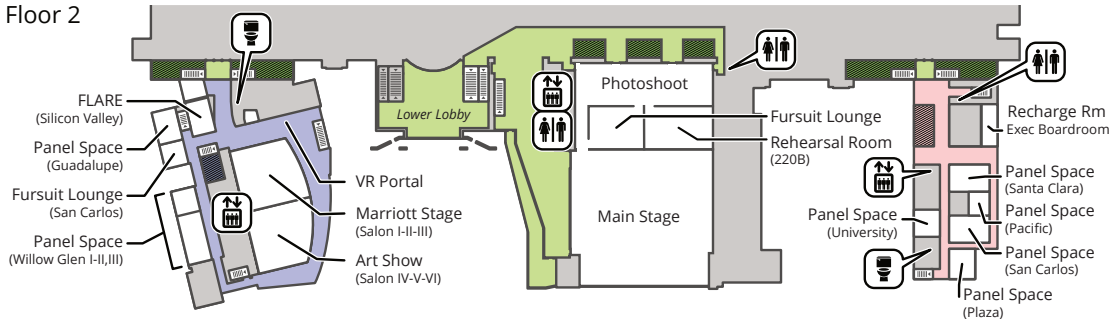 Floor 2
FLARE
(Silicon Valley)
Panel Space
(Guadalupe)
Fursuit Lounge
(San Carlos)
Panel Space
(Willow Glen I-II,III)
Lower Lobby
VR Portal
Marriott Stage
(Salon I-II-III)
Art Show
(Salon IV-V-VI)
Photoshoot
Fursuit Lounge
Rehearsal Room
(220B)
Main Stage
Recharge Rm
Exec Boardroom
Panel Space
(Santa Clara)
Panel Space
(Pacific)
Panel Space
(University)
Panel Space
(San Carlos)
Panel Space
(Plaza)